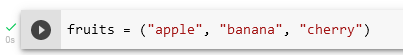 fruits = ("apple", "banana", "cherry")
0s